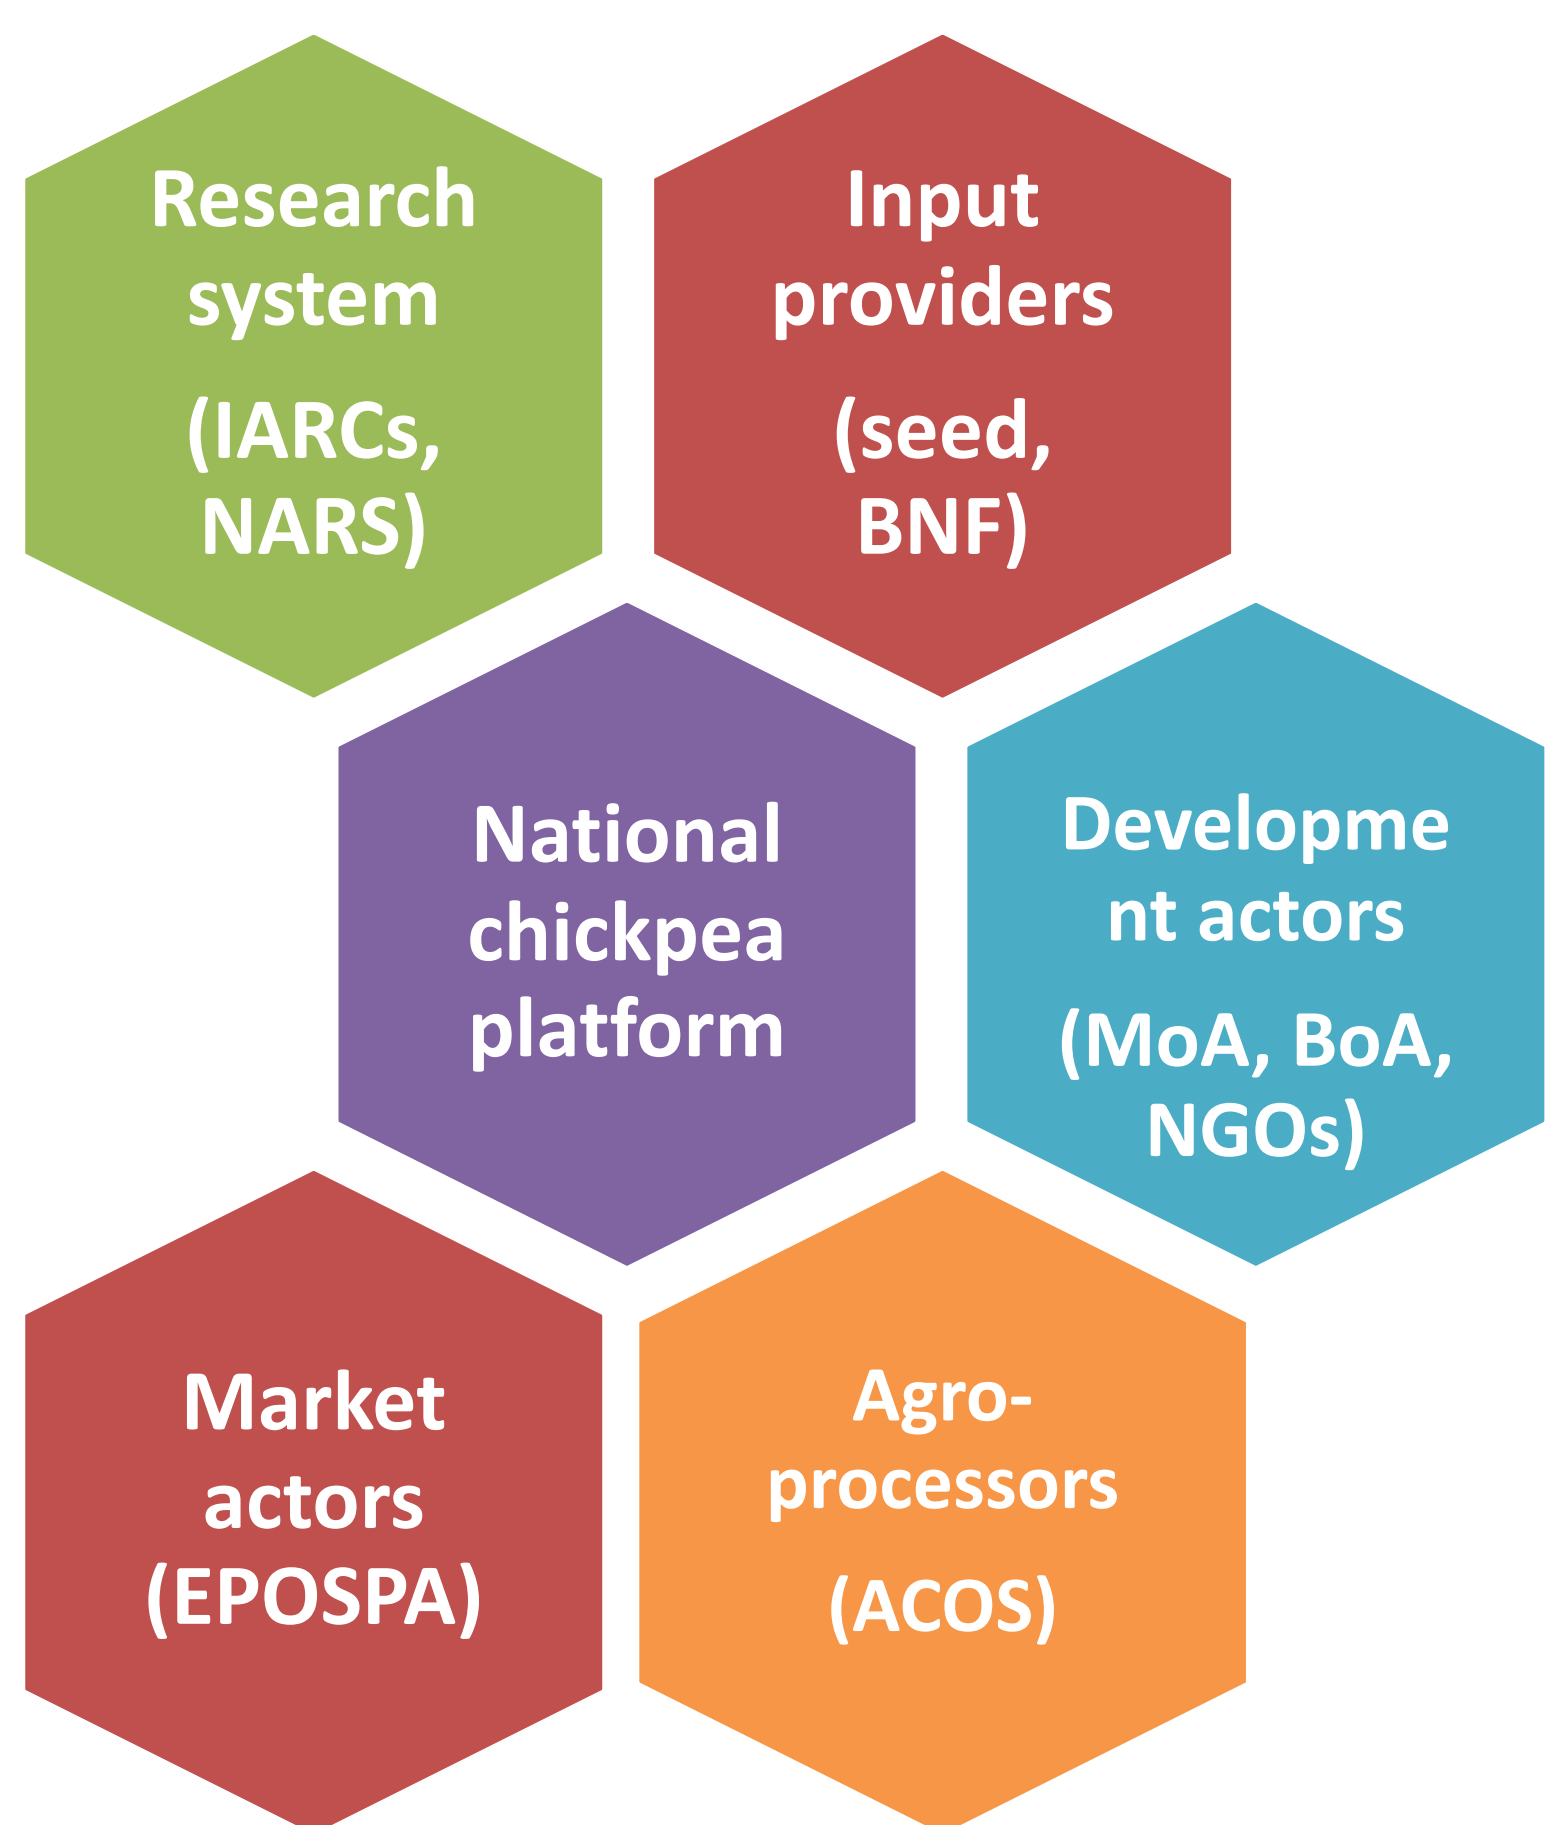 Research
system
(IARCs,
NARS)
Input
providers
(seed,
BNF)
National
chickpea
platform
Developme
nt actors
(MoA, BoA,
NGOs)
Market
actors
(EPOSPA)
Agro-
processors
(ACOS)